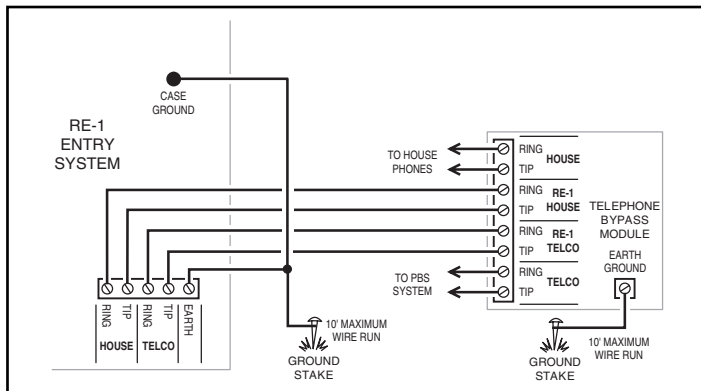 CASE
GROUND
RE-1
ENTRY
SYSTEM
RING
TIP
RING
TIP
EARTH
HOUSE
TELCO
10' MAXIMUM
WIRE RUN
GROUND
STAKE
TO HOUSE
PHONES
TO PBS
SYSTEM
RING
TIP
HOUSE
RING
TIP
RE-1
HOUSE
RING
TIP
RE-1
TELCO
RING
TIP
TELCO
TELEPHONE
BYPASS
MODULE
EARTH
GROUND
10' MAXIMUM
WIRE RUN
GROUND
STAKE